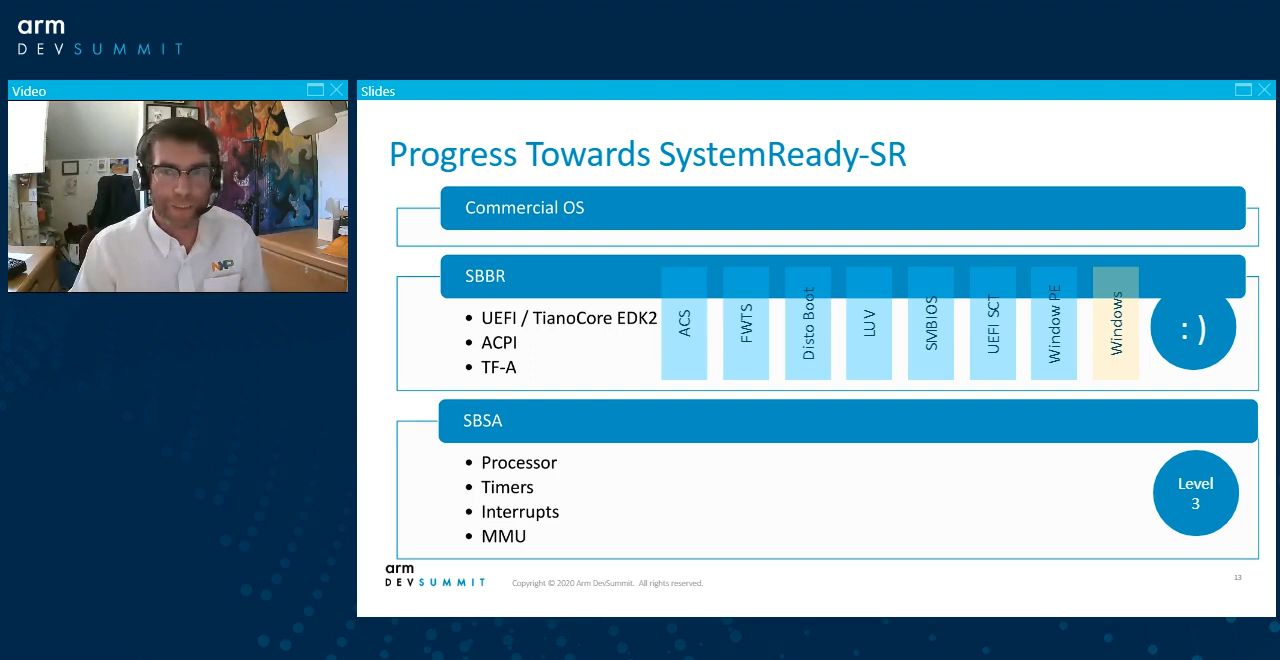 arm
DEVSUMMIT
Video
NXP
Slides
Progress Towards SystemReady-SR
Commercial OS
SBBR
• UEFI / TianoCore EDK2
• ACPI
• TF-A
ACS
FWTS
Disto Boot
LUV
SMBIOS
UEFI SCT
Window PE
Windows
: )
SBSA
• Processor
• Timers
• Interrupts
• MMU
Level
3
arm
DEVSUMMIT
Copyright © 2020 Arm DevSummit. All rights reserved.
13